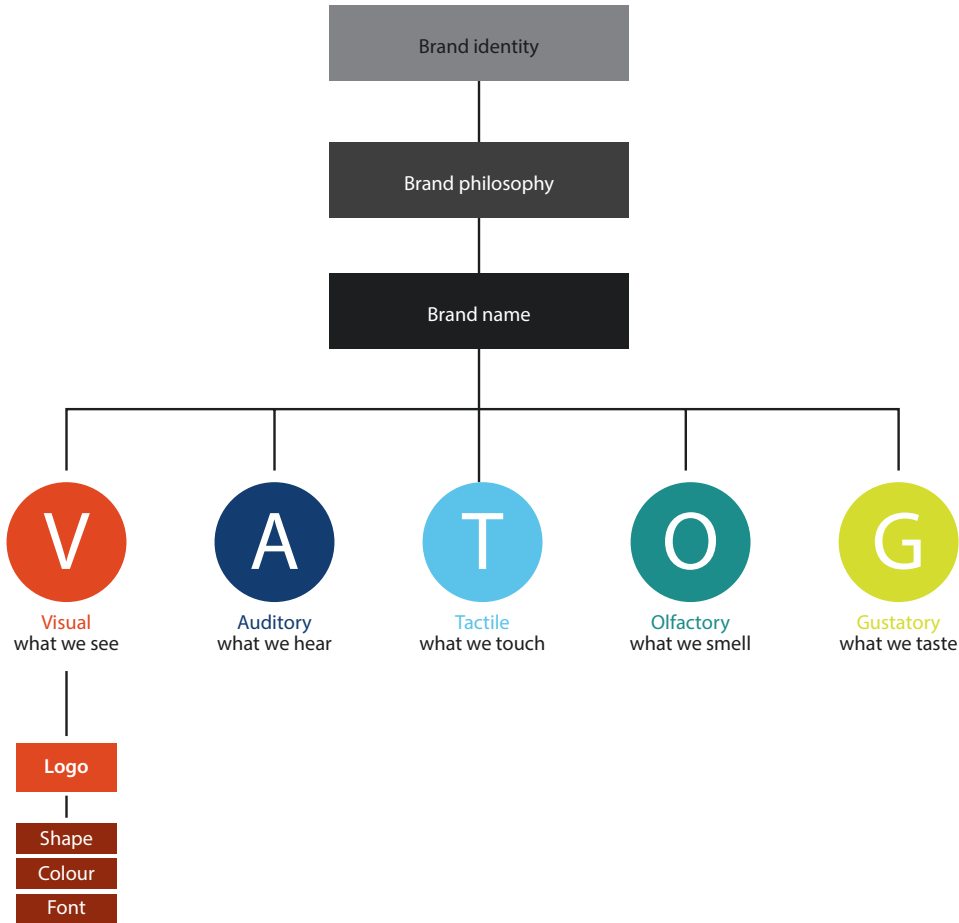 Brand identity
Brand philosophy
Brand name
V
A
T
O
G
Visual
what we see
Auditory
what we hear
Tactile
what we touch
Olfactory
what we smell
Gustatory
what we taste
Logo
Shape
Colour
Font